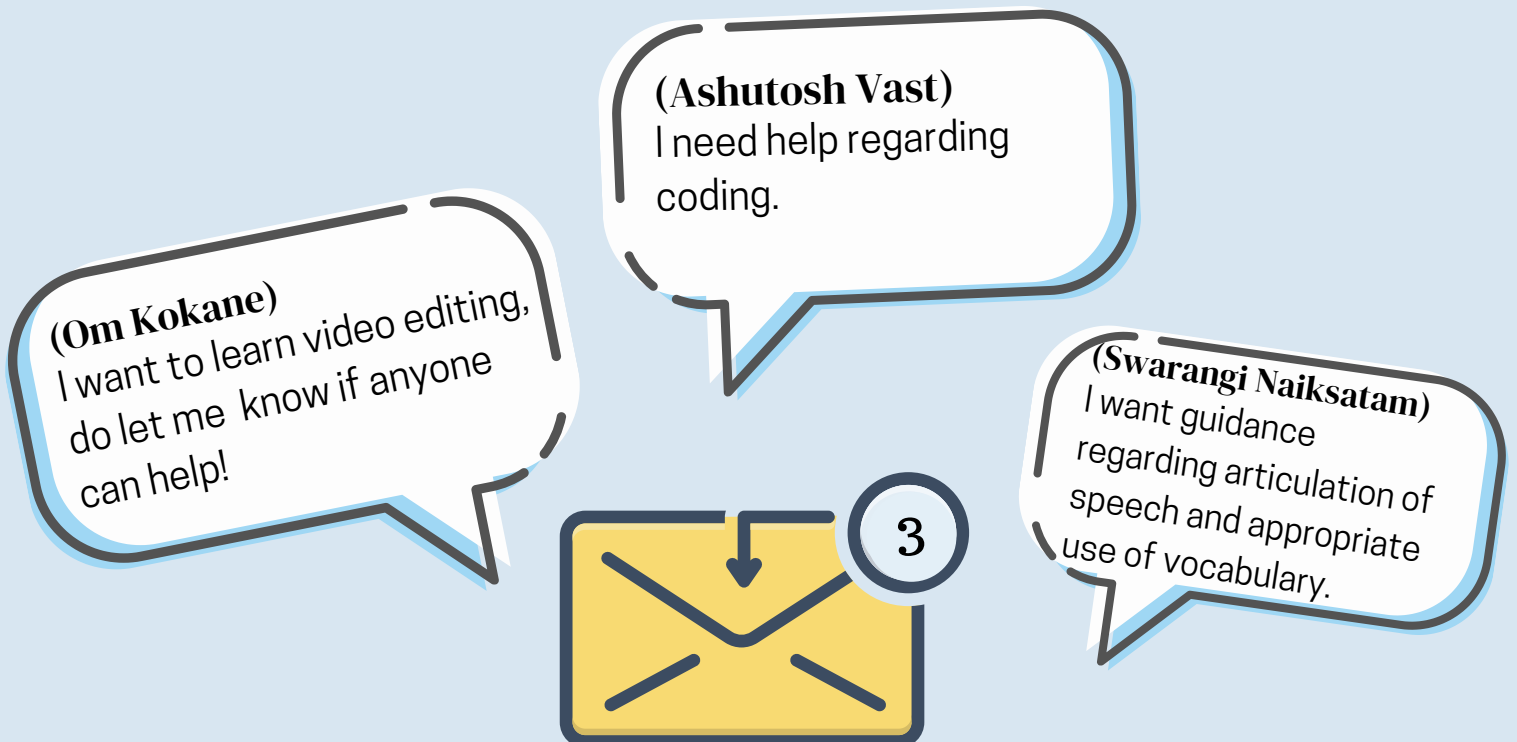 (Ashutosh Vast)
I need help regarding
coding.
(Om Kokane)
I want to learn video editing,
do let me know if anyone
can help!
(Swarangi Naiksatam)
I want guidance
regarding articulation of
speech and appropriate
use of vocabulary.
3